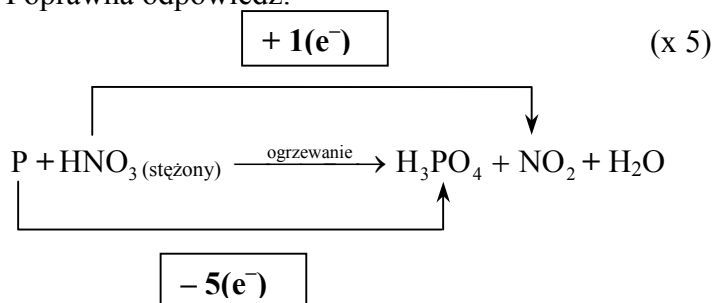 Poprawna odpowiedź:
+ 1(e⁻) (x 5)
P + HNO₃ (stężony) ogrzewanie → H₃PO₄ + NO₂ + H₂O
– 5(e⁻)